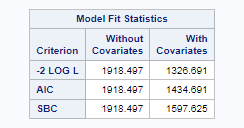 Model Fit Statistics
Criterion Without Covariates With Covariates
-2 LOG L 1918.497 1326.691
AIC 1918.497 1434.691
SBC 1918.497 1597.625